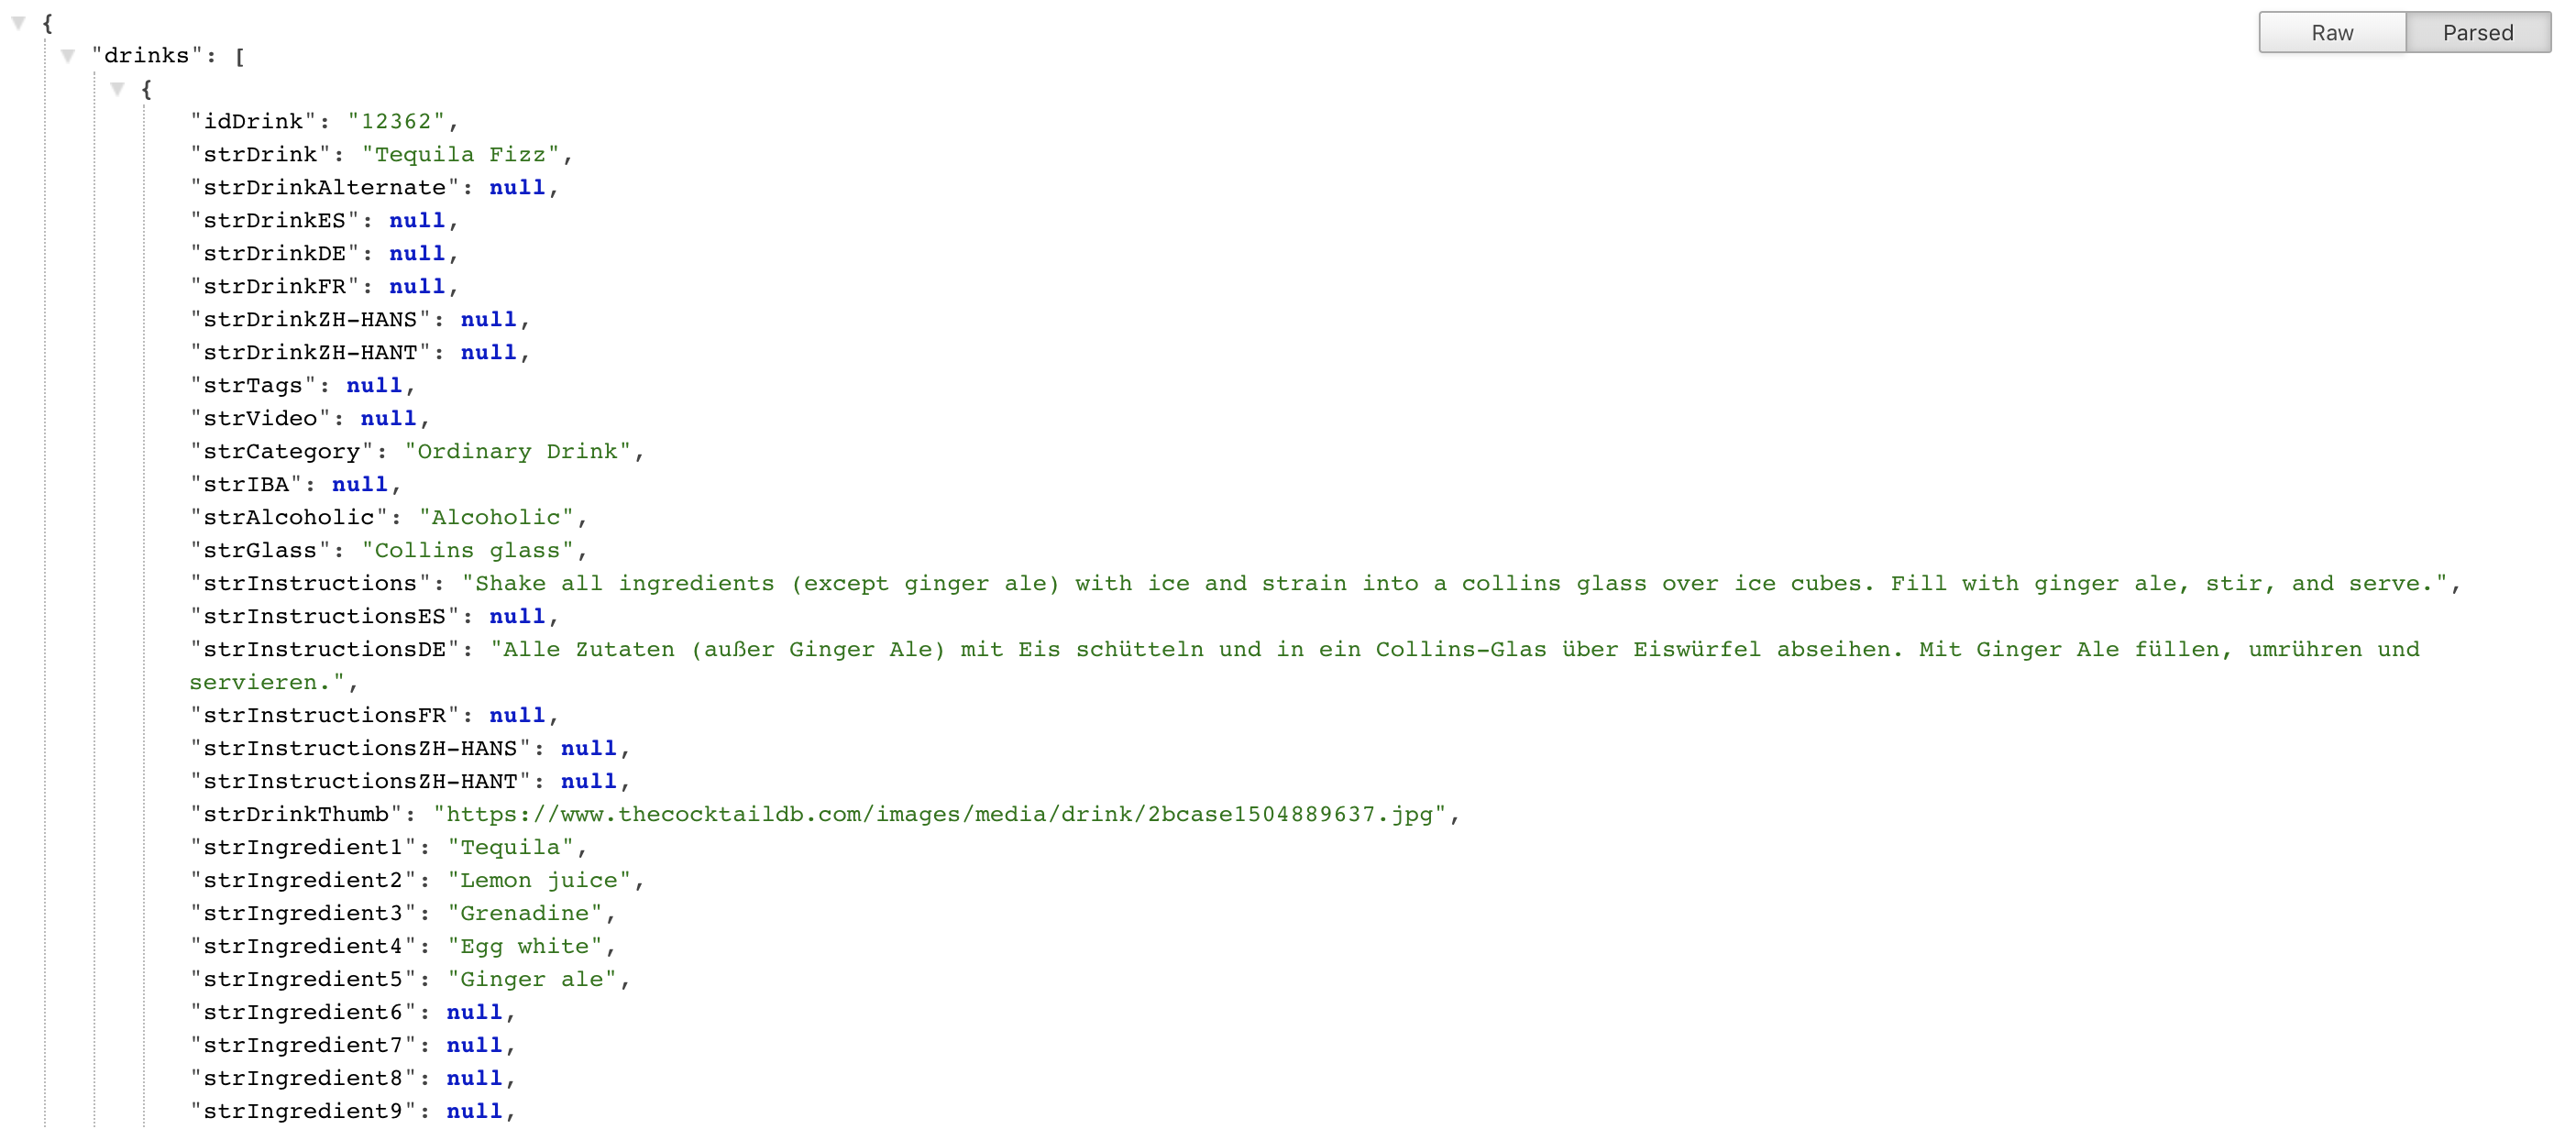 {
Raw Parsed
"drinks": [
{
"idDrink": "12362",
"strDrink": "Tequila Fizz",
"strDrinkAlternate": null,
"strDrinkES": null,
"strDrinkDE": null,
"strDrinkFR": null,
"strDrinkZH-HANS": null,
"strDrinkZH-HANT": null,
"strTags": null,
"strVideo": null,
"strCategory": "Ordinary Drink",
"strIBA": null,
"strAlcoholic": "Alcoholic",
"strGlass": "Collins glass",
"strInstructions": "Shake all ingredients (except ginger ale) with ice and strain into a collins glass over ice cubes. Fill with ginger ale, stir, and serve.",
"strInstructionsES": null,
"strInstructionsDE": "Alle Zutaten (außer Ginger Ale) mit Eis schütteln und in ein Collins-Glas über Eiswürfel abseihen. Mit Ginger Ale füllen, umrühren und
servieren.",
"strInstructionsFR": null,
"strInstructionsZH-HANS": null,
"strInstructionsZH-HANT": null,
"strDrinkThumb": "https://www.thecocktaildb.com/images/media/drink/2bcase1504889637.jpg",
"strIngredient1": "Tequila",
"strIngredient2": "Lemon juice",
"strIngredient3": "Grenadine",
"strIngredient4": "Egg white",
"strIngredient5": "Ginger ale",
"strIngredient6": null,
"strIngredient7": null,
"strIngredient8": null,
"strIngredient9": null,